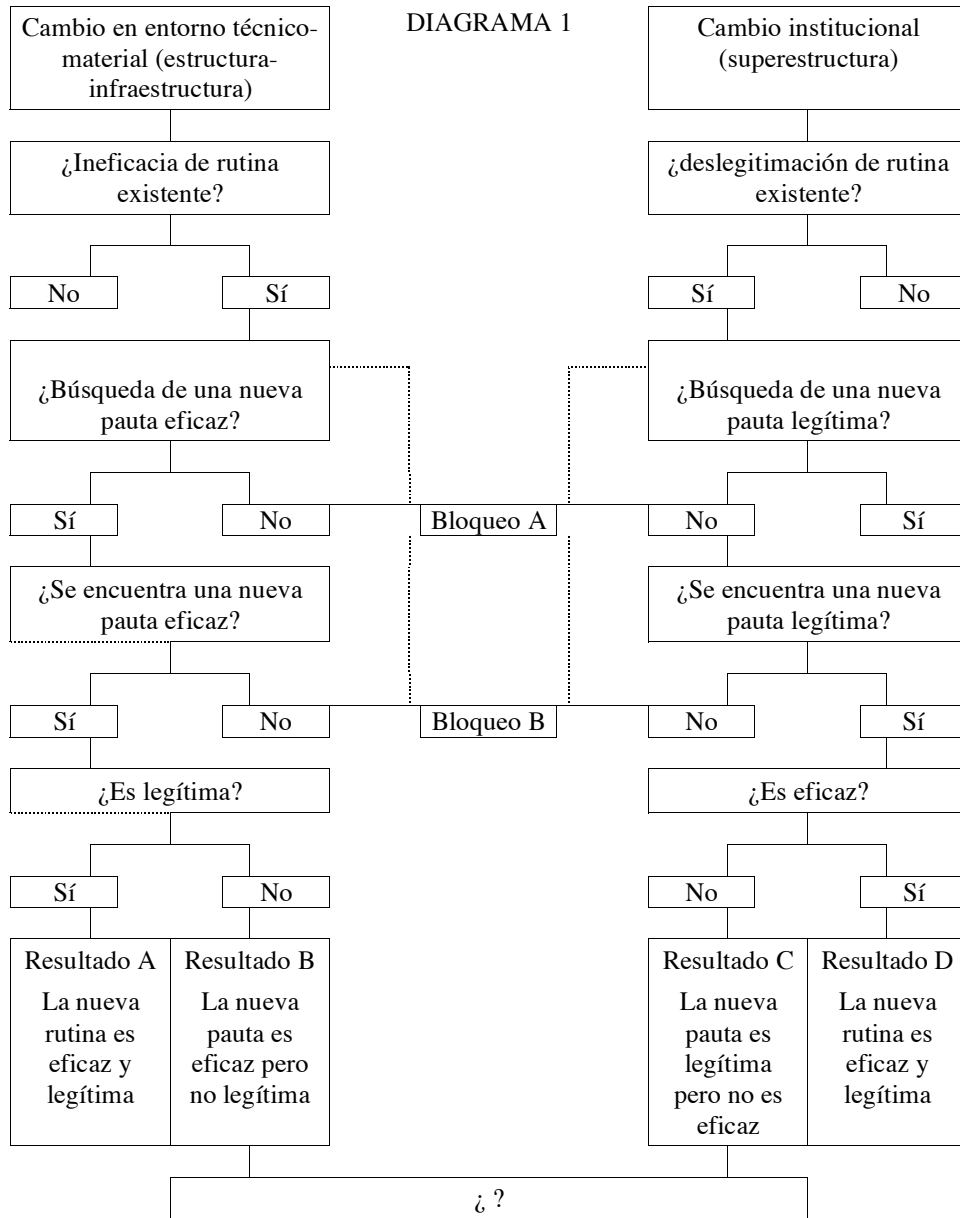 DIAGRAMA 1
Cambio en entorno técnico-
material (estructura-
infraestructura)
Cambio institucional
(superestructura)
¿Ineficacia de rutina
existente?
¿deslegitimación de rutina
existente?
No
Sí
Sí
No
¿Búsqueda de una nueva
pauta eficaz?
¿Búsqueda de una nueva
pauta legítima?
Sí
No
Bloqueo A
No
Sí
¿Se encuentra una nueva
pauta eficaz?
¿Se encuentra una nueva
pauta legítima?
Sí
No
Bloqueo B
No
Sí
¿Es legítima?
¿Es eficaz?
Sí
No
No
Sí
Resultado A
La nueva
rutina es
eficaz y
legítima
Resultado B
La nueva
pauta es
eficaz pero
no legítima
Resultado C
La nueva
pauta es
legítima
pero no es
eficaz
Resultado D
La nueva
rutina es
eficaz y
legítima
¿ ?